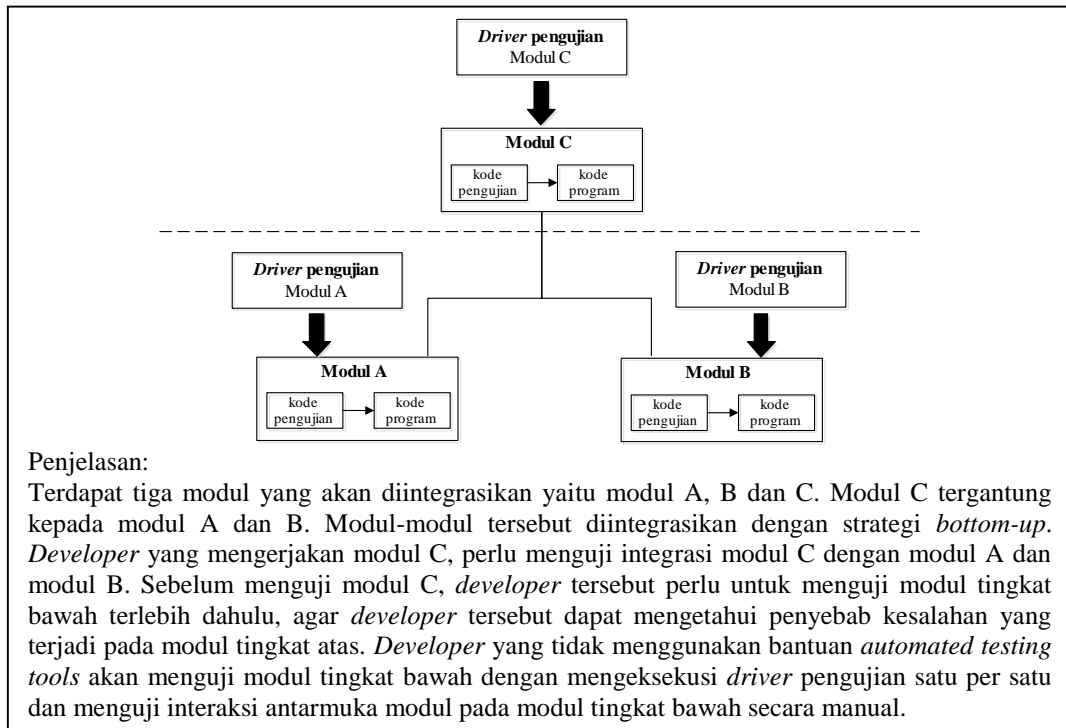 Driver pengujian
Modul C
Modul C
kode
pengujian
kode
program
Driver pengujian
Modul A
Driver pengujian
Modul B
Modul A
kode
pengujian
kode
program
Modul B
kode
pengujian
kode
program
Penjelasan:
Terdapat tiga modul yang akan diintegrasikan yaitu modul A, B dan C. Modul C tergantung
kepada modul A dan B. Modul-modul tersebut diintegrasikan dengan strategi bottom-up.
Developer yang mengerjakan modul C, perlu menguji integrasi modul C dengan modul A dan
modul B. Sebelum menguji modul C, developer tersebut perlu untuk menguji modul tingkat
bawah terlebih dahulu, agar developer tersebut dapat mengetahui penyebab kesalahan yang
terjadi pada modul tingkat atas. Developer yang tidak menggunakan bantuan automated testing
tools akan menguji modul tingkat bawah dengan mengeksekusi driver pengujian satu per satu
dan menguji interaksi antarmuka modul pada modul tingkat bawah secara manual.